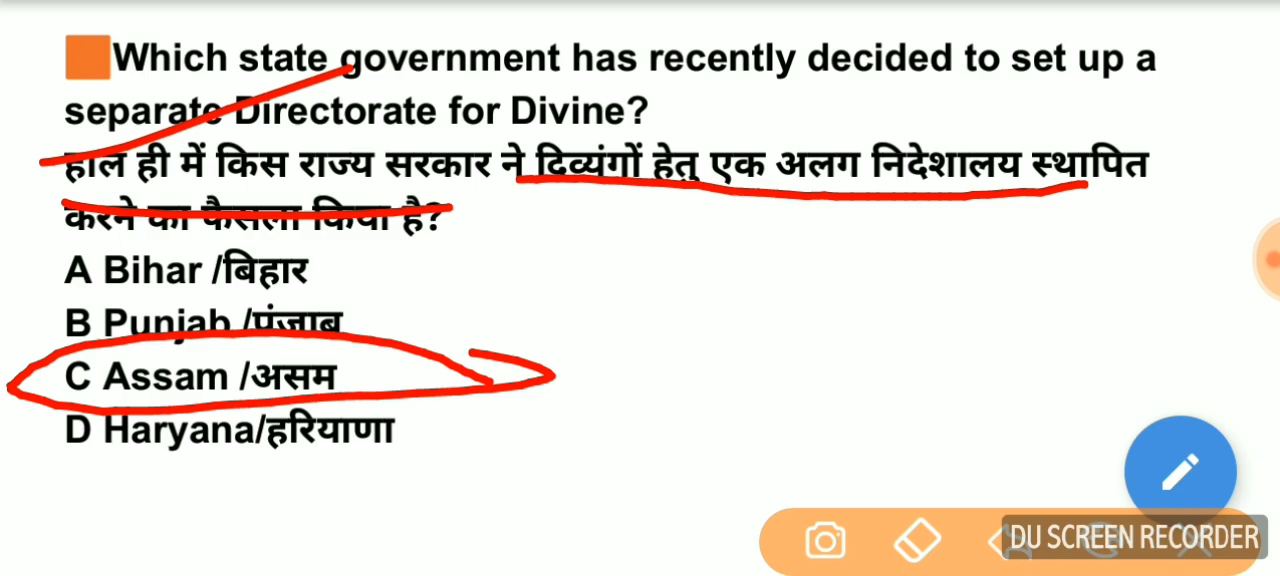 Which state government has recently decided to set up a
separate Directorate for Divine?
हाल ही में किस राज्य सरकार ने दिव्यंगों हेतु एक अलग निदेशालय स्थापित
करने का फैसला किया है?
A Bihar /बिहार
B Punjab /पंजाब
C Assam /असम
D Haryana/हरियाणा
DU SCREEN RECORDER